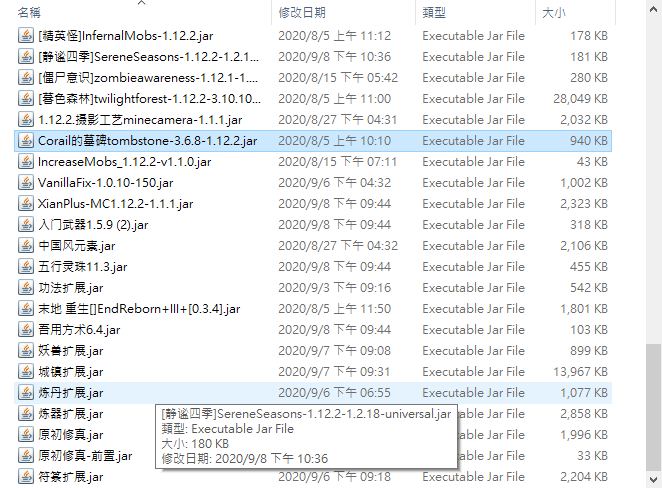 名稱 修改日期 類型 大小
[精英怪]InfernalMobs-1.12.2.jar 2020/8/5 上午 11:12 Executable Jar File 178 KB
[静谧四季]SereneSeasons-1.12.2-1.2.1... 2020/9/8 下午 10:36 Executable Jar File 181 KB
[僵尸意识]zombieawareness-1.12.1-1.... 2020/8/15 下午 05:42 Executable Jar File 280 KB
[暮色森林]twilightforest-1.12.2-3.10.10... 2020/8/5 上午 11:00 Executable Jar File 28,049 KB
1.12.2.摄影工艺minecamera-1.1.1.jar 2020/8/27 下午 04:31 Executable Jar File 2,032 KB
Corail的墓碑tombstone-3.6.8-1.12.2.jar 2020/8/5 上午 10:10 Executable Jar File 940 KB
IncreaseMobs_1.12.2-v1.1.0.jar 2020/8/15 下午 07:11 Executable Jar File 43 KB
VanillaFix-1.0.10-150.jar 2020/9/6 下午 04:32 Executable Jar File 1,002 KB
XianPlus-MC1.12.2-1.1.1.jar 2020/9/8 下午 09:44 Executable Jar File 2,323 KB
入门武器1.5.9 (2).jar 2020/9/8 下午 09:44 Executable Jar File 318 KB
中国风元素.jar 2020/8/27 下午 04:32 Executable Jar File 2,106 KB
五行灵珠11.3.jar 2020/9/8 下午 09:44 Executable Jar File 455 KB
功法扩展.jar 2020/9/3 下午 09:16 Executable Jar File 542 KB
末地 重生[]EndReborn+III+[0.3.4].jar 2020/8/5 上午 11:50 Executable Jar File 1,801 KB
吾用方术6.4.jar 2020/9/8 下午 09:44 Executable Jar File 103 KB
妖兽扩展.jar 2020/9/7 下午 09:08 Executable Jar File 899 KB
城镇扩展.jar 2020/9/7 下午 09:31 Executable Jar File 13,967 KB
炼丹扩展.jar 2020/9/6 下午 06:55 Executable Jar File 1,077 KB
炼器扩展.jar 2,858 KB
原初修真.jar 1,996 KB
原初修真-前置.jar 33 KB
符篆扩展.jar 2020/9/6 下午 09:18 Executable Jar File 2,204 KB
[静谧四季]SereneSeasons-1.12.2-1.2.18-universal.jar
類型: Executable Jar File
大小: 180 KB
修改日期: 2020/9/8 下午 10:36